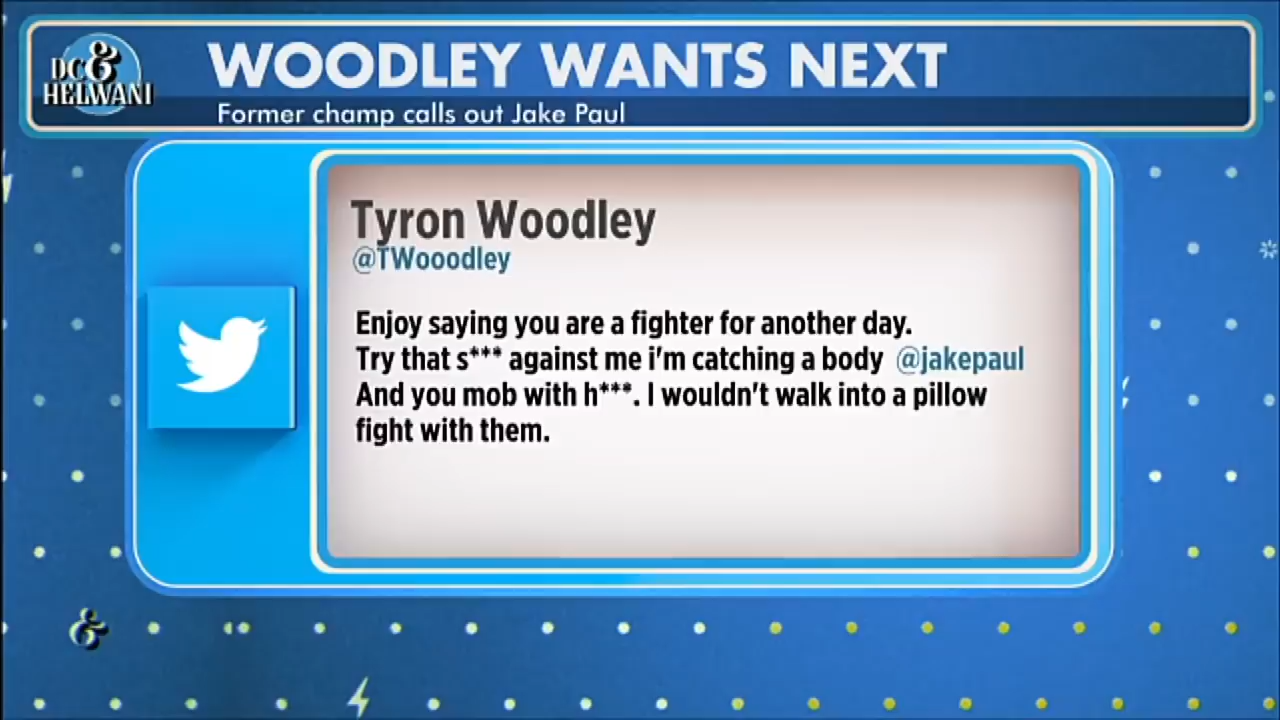 DC & HELWANI
WOODLEY WANTS NEXT
Former champ calls out Jake Paul
Tyron Woodley
@TWooodley
Enjoy saying you are a fighter for another day.
Try that s*** against me i'm catching a body @jakepaul
And you mob with h***. I wouldn't walk into a pillow
fight with them.
&